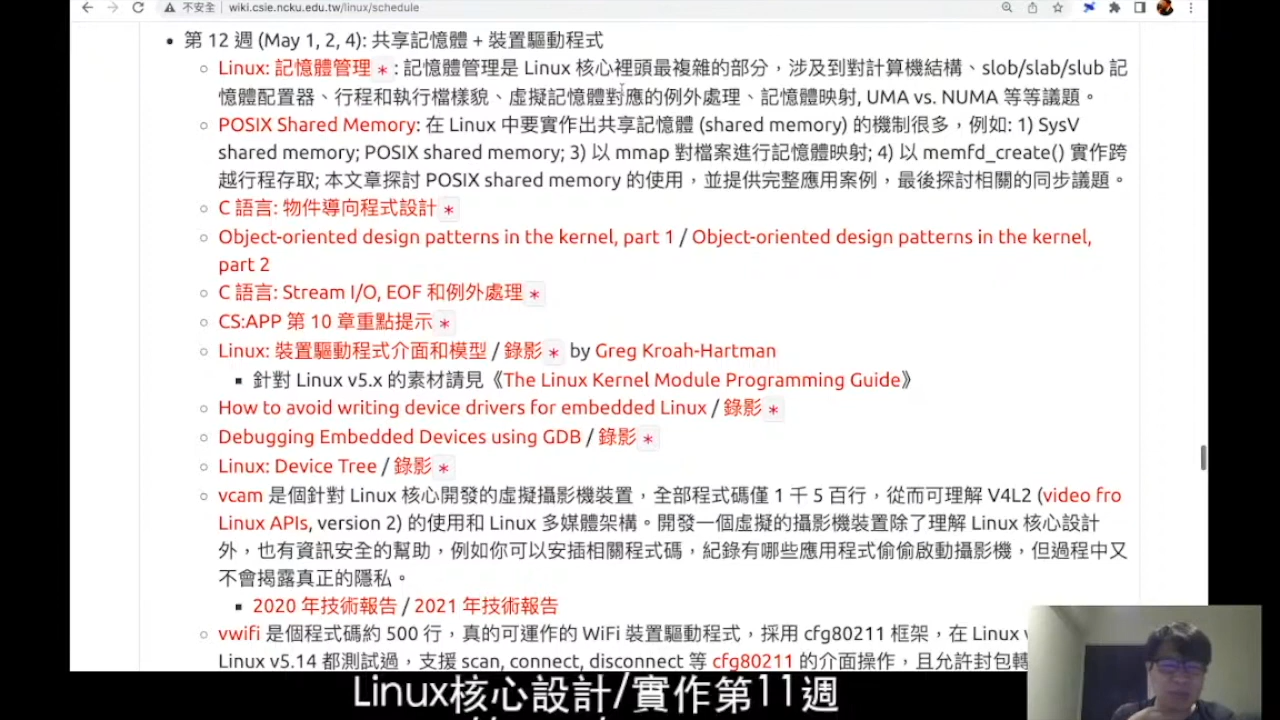 不安全 wiki.csie.ncku.edu.tw/linux/schedule
第 12 週 (May 1, 2, 4): 共享記憶體 + 裝置驅動程式
Linux: 記憶體管理 * : 記憶體管理是 Linux 核心裡頭最複雜的部分，涉及到對計算機結構、slob/slab/slub 記
憶體配置器、行程和執行檔樣貌、虛擬記憶體對應的例外處理、記憶體映射, UMA vs. NUMA 等等議題。
POSIX Shared Memory: 在 Linux 中要實作出共享記憶體 (shared memory) 的機制很多，例如: 1) SysV
shared memory; POSIX shared memory; 3) 以 mmap 對檔案進行記憶體映射; 4) 以 memfd_create() 實作跨
越行程存取; 本文章探討 POSIX shared memory 的使用，並提供完整應用案例，最後探討相關的同步議題。
C 語言: 物件導向程式設計 *
Object-oriented design patterns in the kernel, part 1 / Object-oriented design patterns in the kernel,
part 2
C 語言: Stream I/O, EOF 和例外處理 *
CS:APP 第 10 章重點提示 *
Linux: 裝置驅動程式介面和模型 / 錄影 * by Greg Kroah-Hartman
針對 Linux v5.x 的素材請見《The Linux Kernel Module Programming Guide》
How to avoid writing device drivers for embedded Linux / 錄影 *
Debugging Embedded Devices using GDB / 錄影 *
Linux: Device Tree / 錄影 *
vcam 是個針對 Linux 核心開發的虛擬攝影機裝置，全部程式碼僅 1 千 5 百行，從而可理解 V4L2 (video fro
Linux APIs, version 2) 的使用和 Linux 多媒體架構。開發一個虛擬的攝影機裝置除了理解 Linux 核心設計
外，也有資訊安全的幫助，例如你可以安插相關程式碼，紀錄有哪些應用程式偷偷啟動攝影機，但過程中又
不會揭露真正的隱私。
2020 年技術報告 / 2021 年技術報告
vwifi 是個程式碼約 500 行，真的可運作的 WiFi 裝置驅動程式，採用 cfg80211 框架，在 Linux
Linux v5.14 都測試過，支援 scan, connect, disconnect 等 cfg80211 的介面操作，且允許封包轉
Linux核心設計/實作第11週